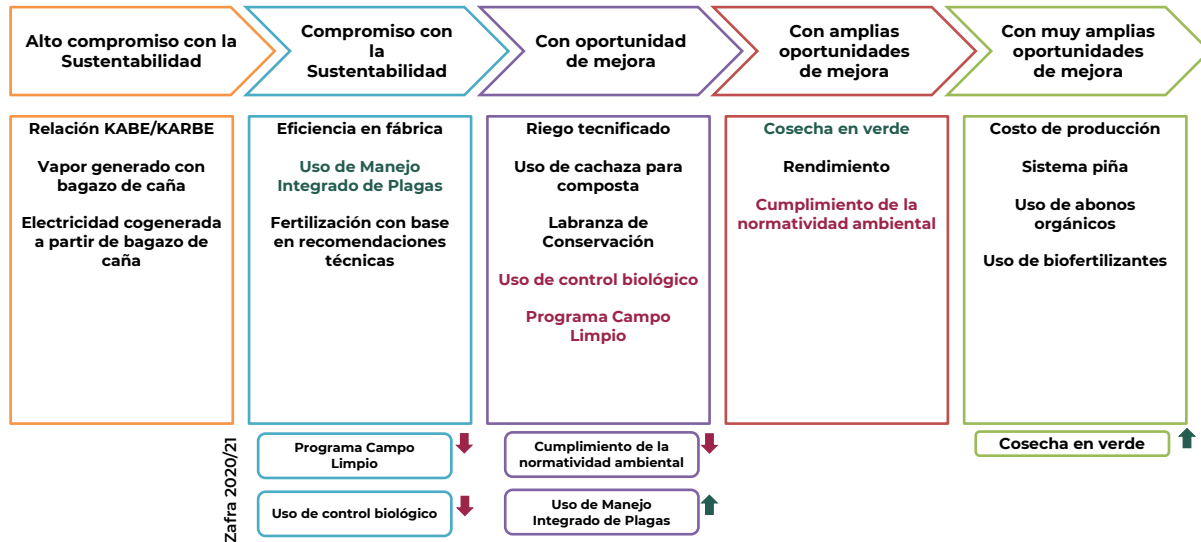 Alto compromiso con la
Sustentabilidad
Compromiso con
la
Sustentabilidad
Con oportunidad
de mejora
Con amplias
oportunidades
de mejora
Con muy amplias
oportunidades
de mejora
Relación KABE/KARBE
Vapor generado con
bagazo de caña
Electricidad cogenerada
a partir de bagazo de
caña
Eficiencia en fábrica
Uso de Manejo
Integrado de Plagas
Fertilización con base
en recomendaciones
técnicas
Riego tecnificado
Uso de cachaza para
composta
Labranza de
Conservación
Uso de control biológico
Programa Campo
Limpio
Cosecha en verde
Rendimiento
Cumplimiento de la
normatividad ambiental
Costo de producción
Sistema piña
Uso de abonos
orgánicos
Uso de biofertilizantes
Zafra 2020/21
Programa Campo
Limpio
Uso de control biológico
Cumplimiento de la
normatividad ambiental
Uso de Manejo
Integrado de Plagas
Cosecha en verde